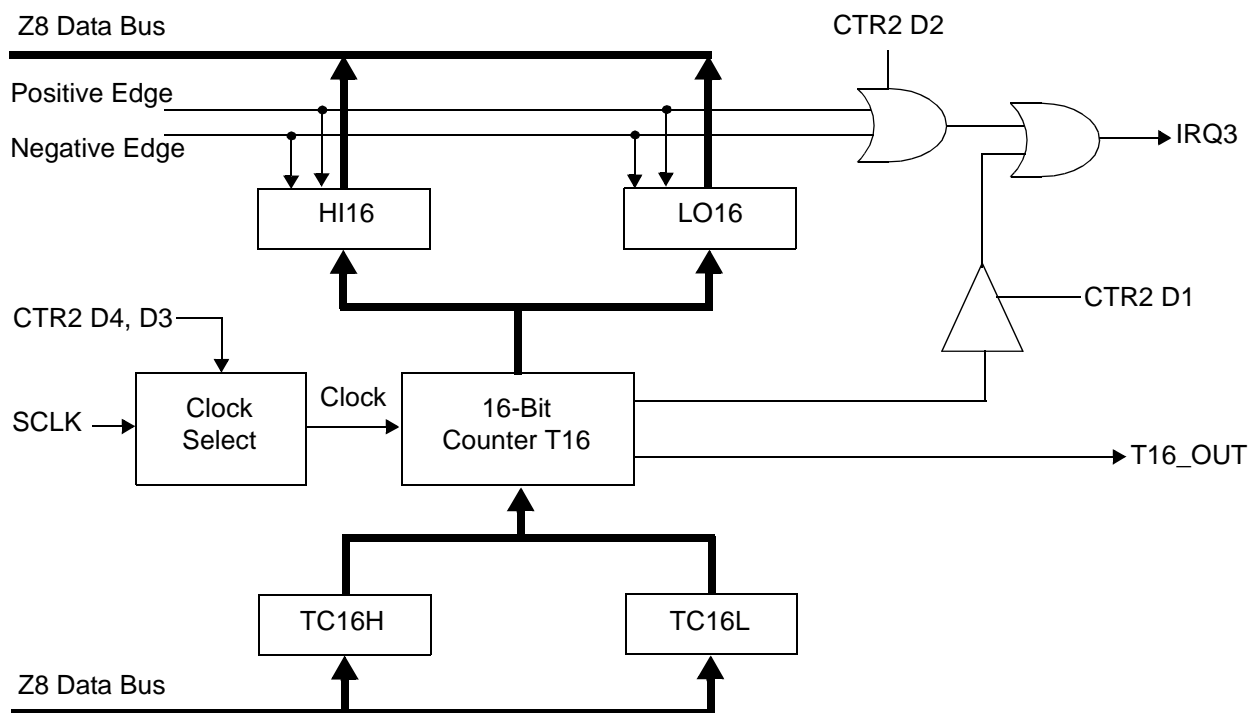 Z8 Data Bus
CTR2 D2
Positive Edge
Negative Edge
IRQ3
HI16
LO16
CTR2 D1
CTR2 D4, D3
SCLK
Clock
Select
Clock
16-Bit
Counter T16
T16_OUT
TC16H
TC16L
Z8 Data Bus